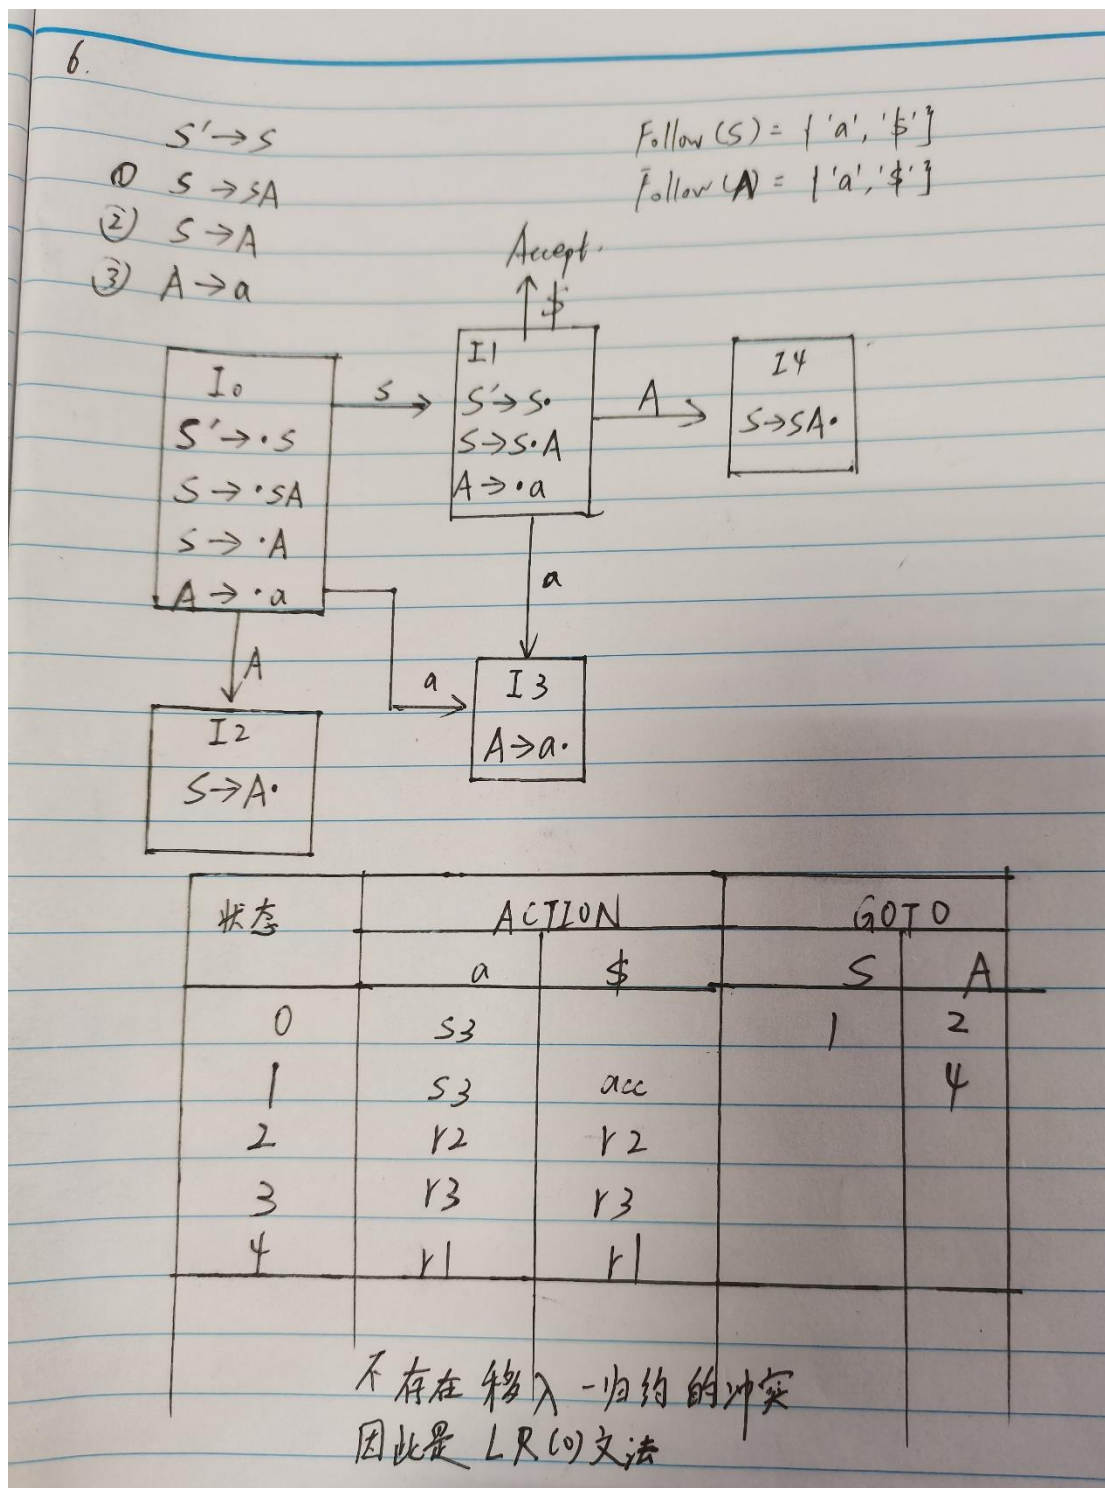 6.
S'→S
① S→SA
② S→A
③ A→a
Follow(S) = {'a','$'}
Follow(A) = {'a','$'}
Accept.
$
I0
S'→·S
S→·SA
S→·A
A→·a
S
I1
S'→S·
S→S·A
A→·a
A
I4
S→SA·
a
A
a
I3
A→a·
I2
S→A·
状态 ACTION GOTO
a $ S A
0 s3 1 2
1 s3 acc 4
2 r2 r2
3 r3 r3
4 r1 r1
不存在移入-归约的冲突
因此是LR(0)文法